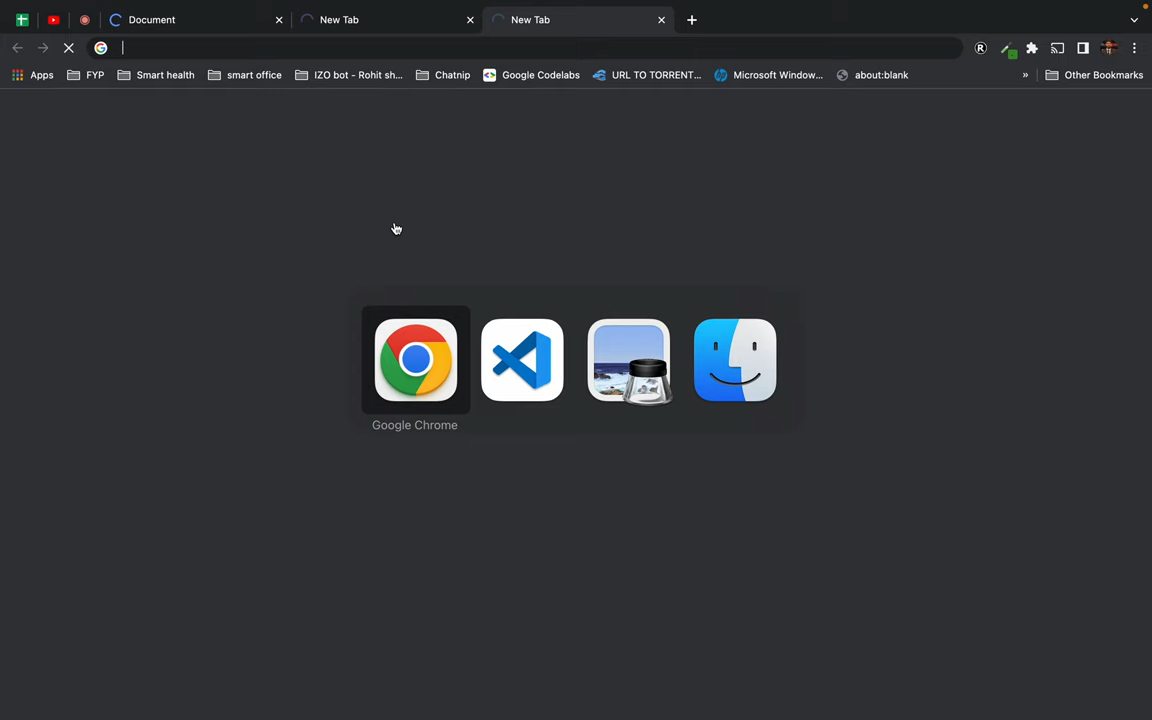 Document
New Tab
New Tab
Apps
FYP
Smart health
smart office
IZO bot - Rohit sh...
Chatnip
Google Codelabs
URL TO TORRENT...
Microsoft Window...
about:blank
»
Other Bookmarks
Google Chrome